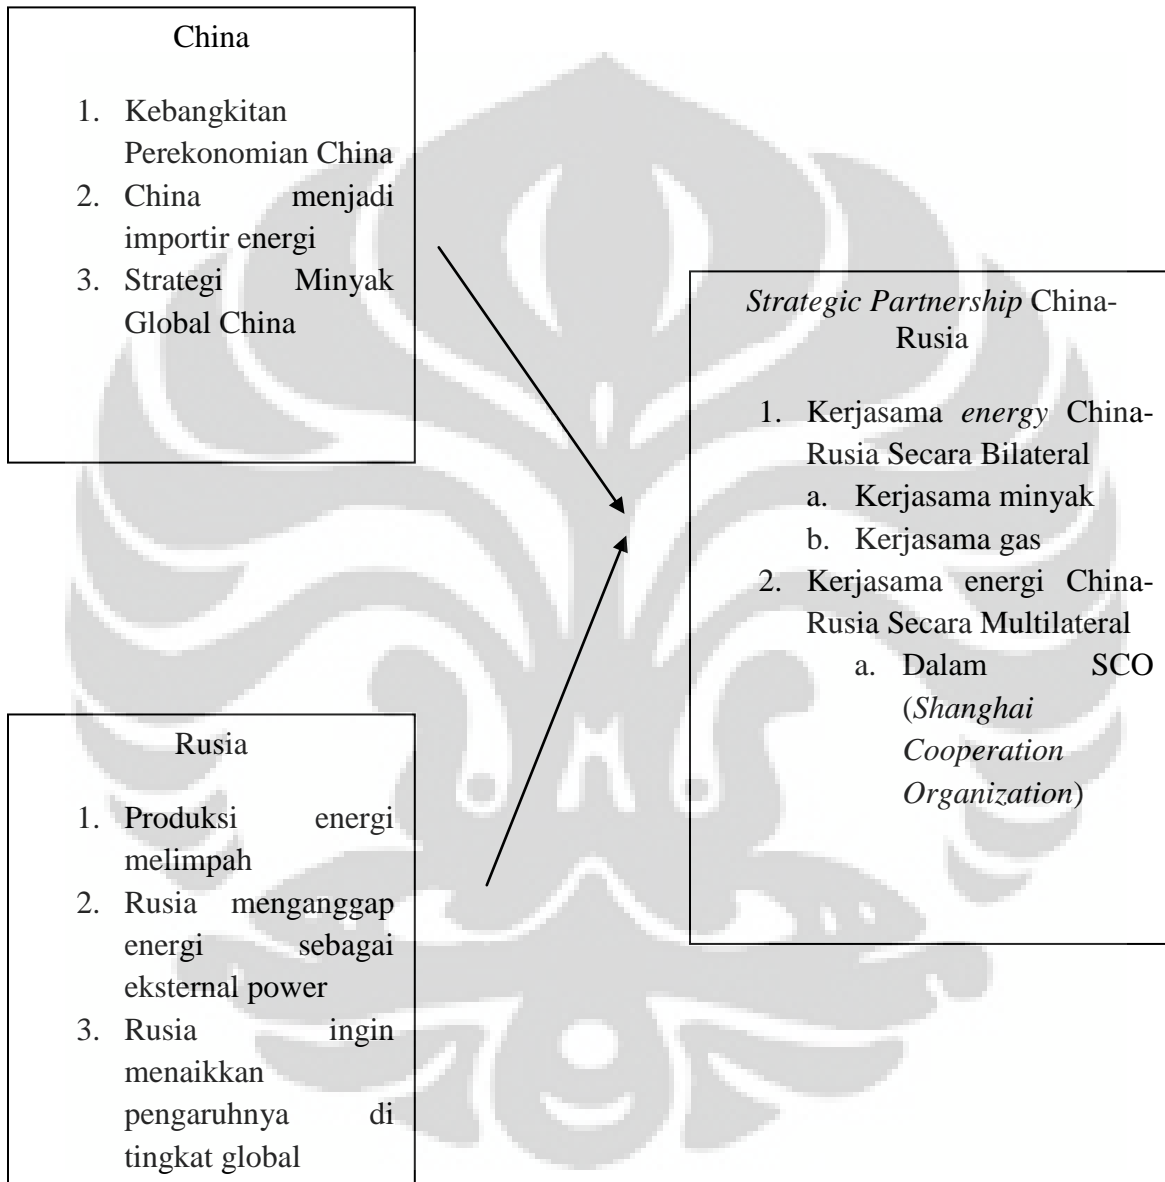 China
1. Kebangkitan
Perekonomian China
2. China menjadi
importir energi
3. Strategi Minyak
Global China
Strategic Partnership China-
Rusia
1. Kerjasama energy China-
Rusia Secara Bilateral
a. Kerjasama minyak
b. Kerjasama gas
2. Kerjasama energi China-
Rusia Secara Multilateral
a. Dalam SCO
(Shanghai
Cooperation
Organization)
Rusia
1. Produksi energi
melimpah
2. Rusia menganggap
energi sebagai
eksternal power
3. Rusia ingin
menaikkan
pengaruhnya di
tingkat global